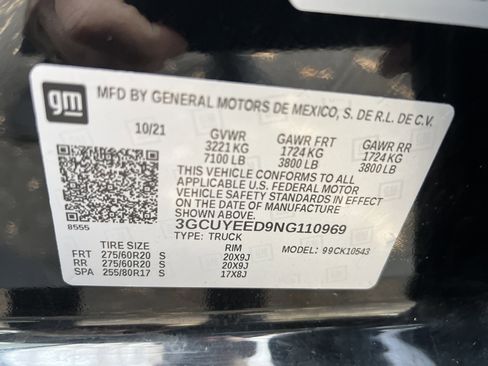 gm
MFD BY GENERAL MOTORS DE MEXICO, S. DE R.L. DE C.V.
10/21 GVWR GAWR FRT GAWR RR
3221 KG 1724 KG 1724 KG
7100 LB 3800 LB 3800 LB
THIS VEHICLE CONFORMS TO ALL
APPLICABLE U.S. FEDERAL MOTOR
VEHICLE SAFETY STANDARDS IN EFFECT
ON THE DATE OF MANUFACTURE SHOWN ABOVE.
8555
3GCUYEED9NG110969
TYPE: TRUCK 99CK10543
TIRE SIZE RIM
FRT 275/60R20 S 20X9J
RR 275/60R20 S 20X9J
SPA 255/80R17 S 17X8J